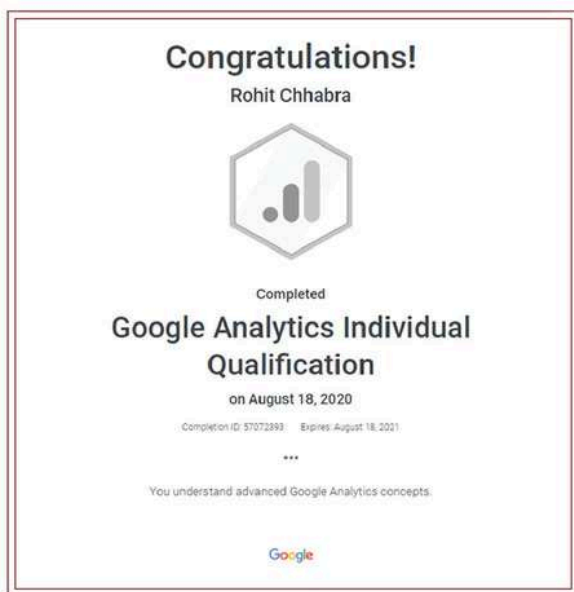 Congratulations!
Rohit Chhabra
Completed
Google Analytics Individual
Qualification
on August 18, 2020
Completion ID: 57072393 Expires: August 18, 2021
•••
You understand advanced Google Analytics concepts.
Google